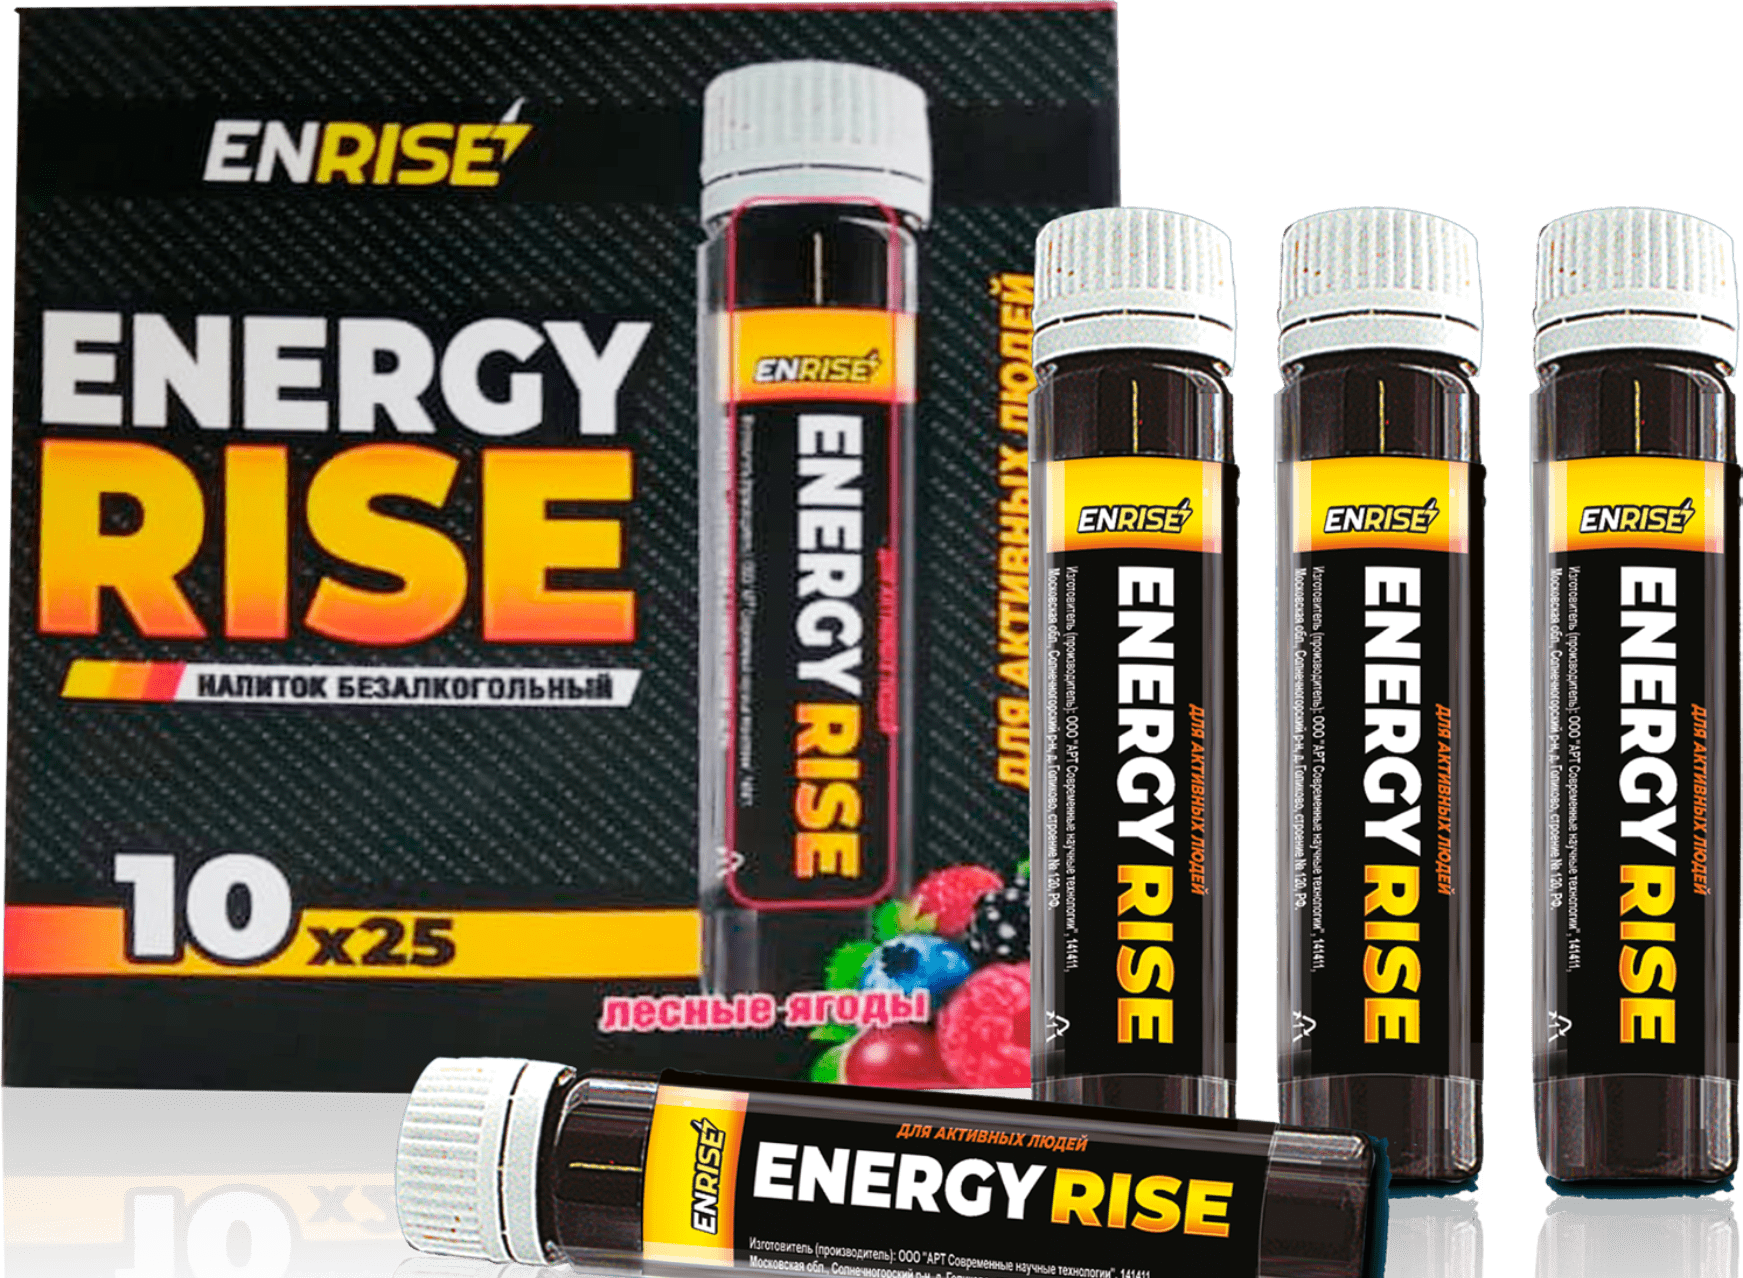 ENRISE
ENERGY
RISE
НАПИТОК БЕЗАЛКОГОЛЬНЫЙ
10x25
лесные ягоды
ДЛЯ АКТИВНЫХ ЛЮДЕЙ
ENRISE
ENERGY RISE
ENRISE
ДЛЯ АКТИВНЫХ ЛЮДЕЙ
ENERGY RISE
Изготовитель (производитель): ООО "АРТ Современные научные технологии", 141411,
Московская обл., Солнечногорский р-н, д. Голиково, строение № 120, РФ.
ENRISE
ДЛЯ АКТИВНЫХ ЛЮДЕЙ
ENERGY RISE
Изготовитель (производитель): ООО "АРТ Современные научные технологии", 141411,
Московская обл., Солнечногорский р-н, д. Голиково, строение № 120, РФ.
ENRISE
ДЛЯ АКТИВНЫХ ЛЮДЕЙ
ENERGY RISE
Изготовитель (производитель): ООО "АРТ Современные научные технологии", 141411,
Московская обл., Солнечногорский р-н, д. Голиково, строение № 120, РФ.
ENRISE
ДЛЯ АКТИВНЫХ ЛЮДЕЙ
ENERGY RISE
Изготовитель (производитель): ООО "АРТ Современные научные технологии", 141411,
Московская обл., Солнечногорский р-н, д.